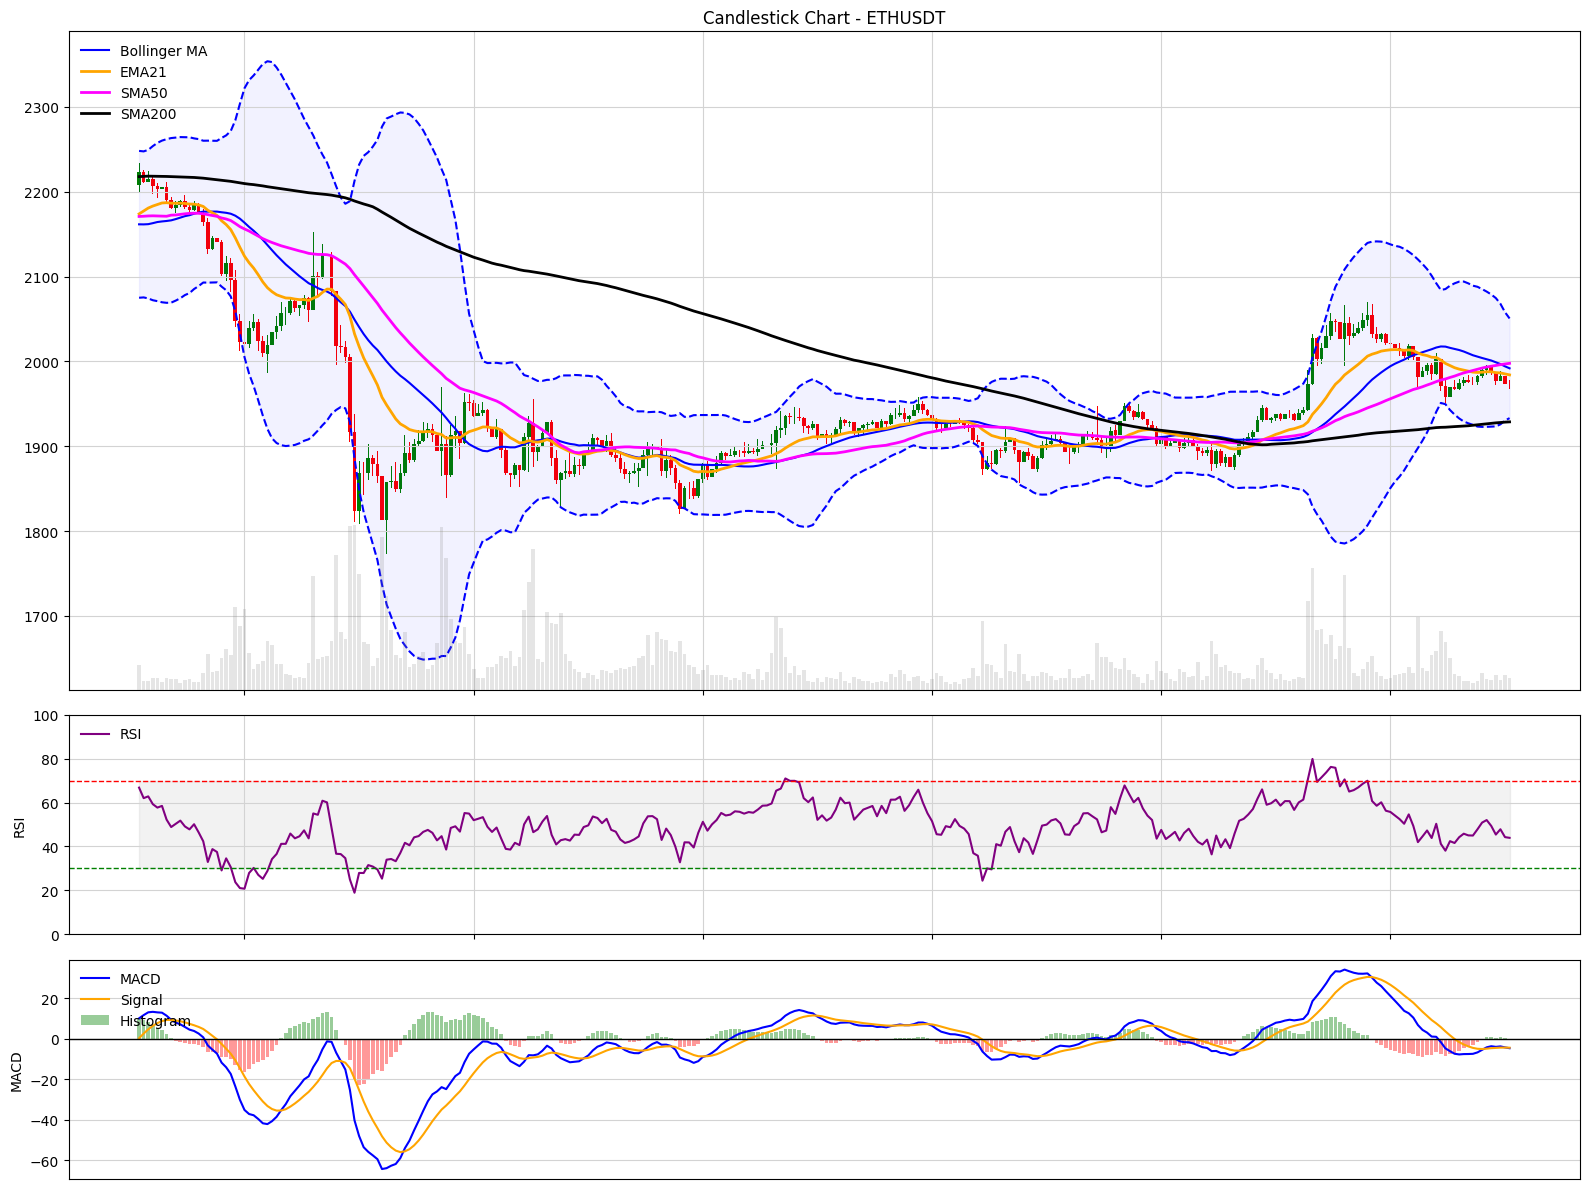 Candlestick Chart - ETHUSDT
Bollinger MA
EMA21
SMA50
SMA200
2300
2200
2100
2000
1900
1800
1700
RSI
RSI
100
80
60
40
20
0
MACD
Signal
Histogram
MACD
20
0
−20
−40
−60